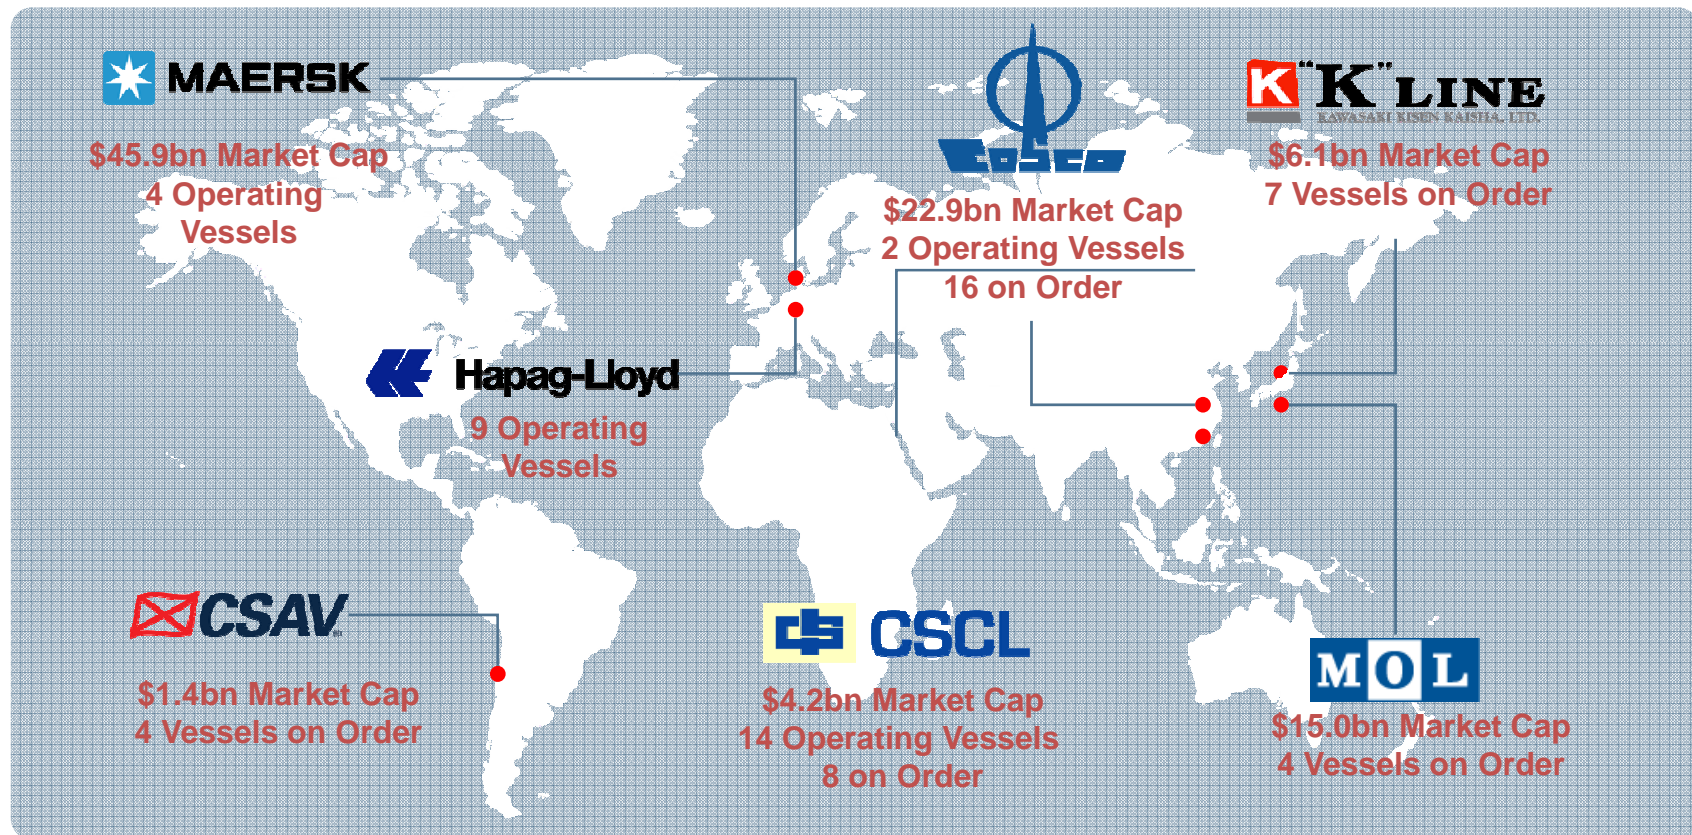 MAERSK
$45.9bn Market Cap
4 Operating
Vessels
COSCO
$22.9bn Market Cap
2 Operating Vessels
16 on Order
K "K" LINE
KAWASAKI KISEN KAISHA, LTD.
$6.1bn Market Cap
7 Vessels on Order
Hapag-Lloyd
9 Operating
Vessels
CSAV
$1.4bn Market Cap
4 Vessels on Order
CSCL
$4.2bn Market Cap
14 Operating Vessels
8 on Order
MOL
$15.0bn Market Cap
4 Vessels on Order